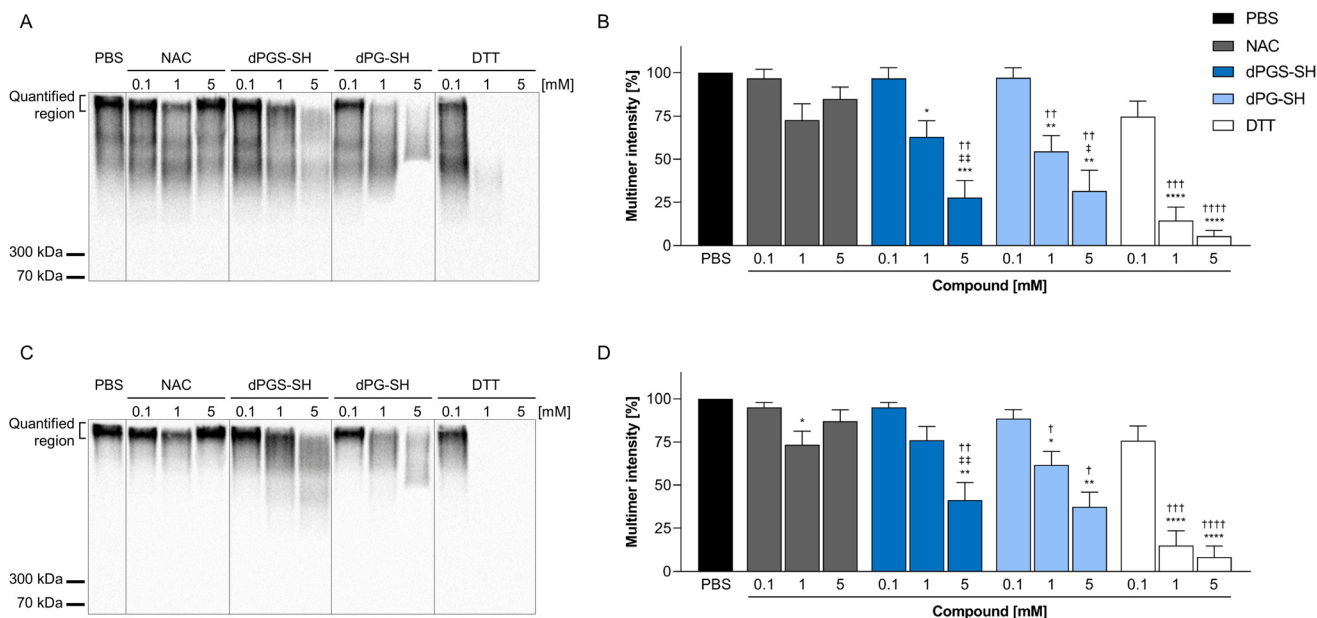 A
PBS NAC dPGS-SH dPG-SH DTT
0.1 1 5 0.1 1 5 0.1 1 5 0.1 1 5 [mM]
Quantified
region
300 kDa
70 kDa
B
Multimer intensity [%]
100
75
50
25
0
* †† ‡‡ *** †† ** †† ‡ ** ††† **** †††† ****
PBS 0.1 1 5 0.1 1 5 0.1 1 5 0.1 1 5
Compound [mM]
PBS
NAC
dPGS-SH
dPG-SH
DTT
C
PBS NAC dPGS-SH dPG-SH DTT
0.1 1 5 0.1 1 5 0.1 1 5 0.1 1 5 [mM]
Quantified
region
300 kDa
70 kDa
D
Multimer intensity [%]
100
75
50
25
0
* †† ‡‡ ** † * † ** ††† **** †††† ****
PBS 0.1 1 5 0.1 1 5 0.1 1 5 0.1 1 5
Compound [mM]